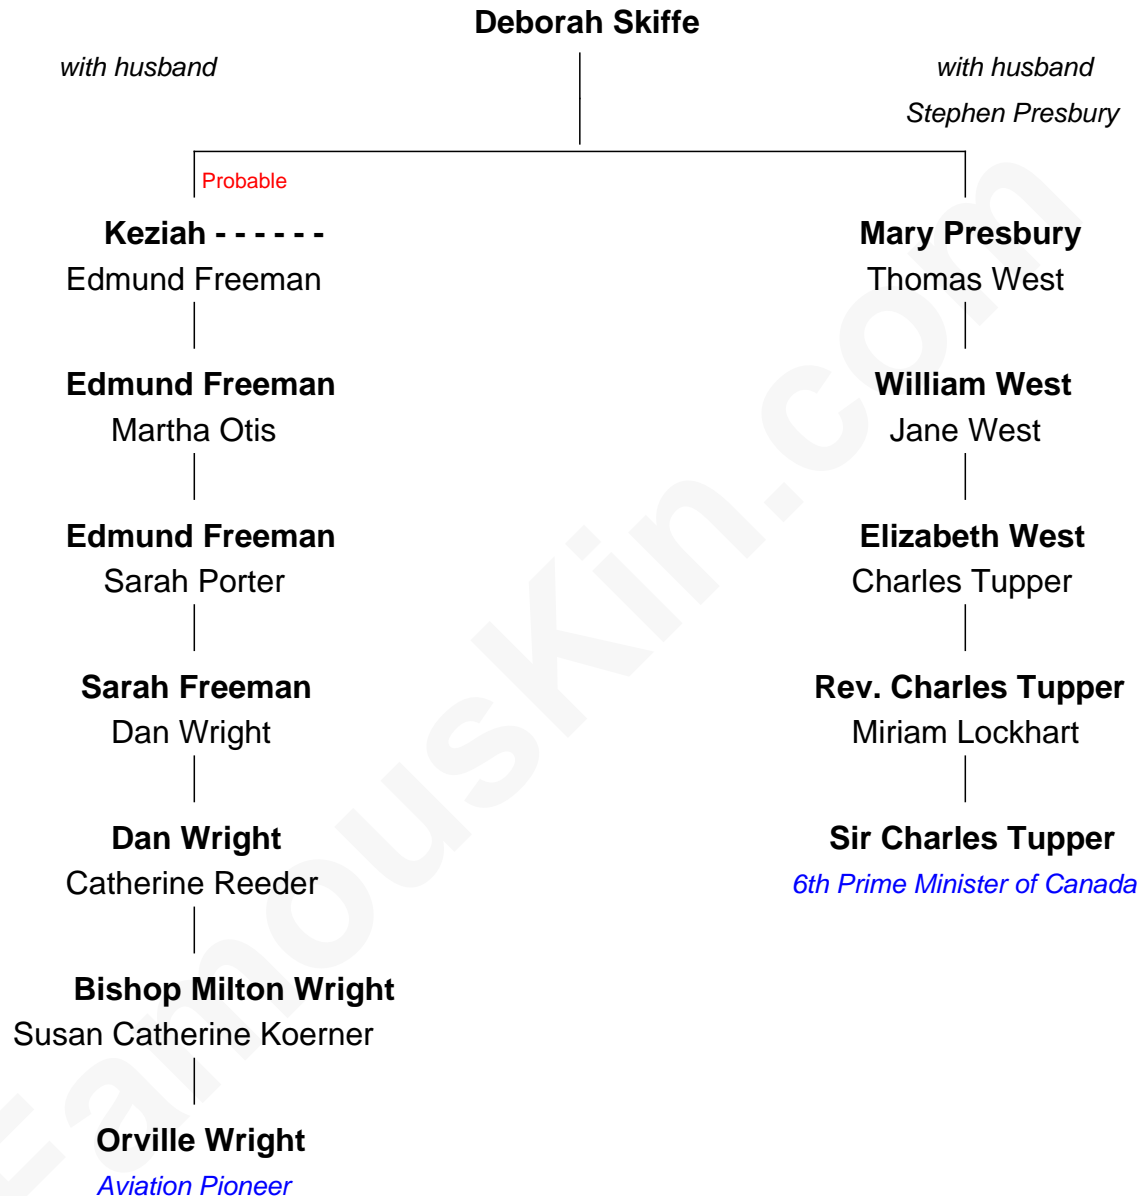 Deborah Skiffe
with husband
with husband
Stephen Presbury
Probable
Keziah - - - - - -
Mary Presbury
Edmund Freeman
Thomas West
Edmund Freeman
William West
Martha Otis
Jane West
Edmund Freeman
Elizabeth West
Sarah Porter
Charles Tupper
Sarah Freeman
Rev. Charles Tupper
Dan Wright
Miriam Lockhart
Dan Wright
Sir Charles Tupper
Catherine Reeder
6th Prime Minister of Canada
Bishop Milton Wright
Susan Catherine Koerner
Orville Wright
Aviation Pioneer
FamousKin.com